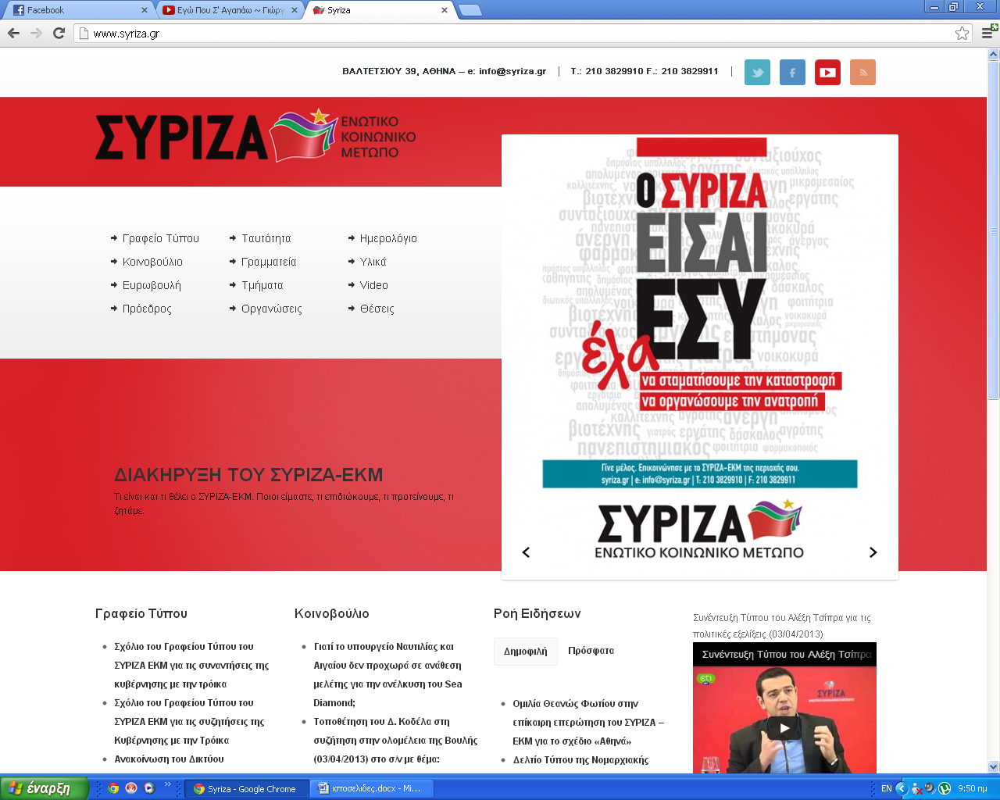 Facebook
Εγώ Που Σ' Αγαπάω ~ Γιώργ
Syriza
www.syriza.gr
ΒΑΛΤΕΤΣΙΟΥ 39, ΑΘΗΝΑ – e: info@syriza.gr | T.: 210 3829910 F.: 210 3829911 |
ΣΥΡΙΖΑ
ΕΝΩΤΙΚΟ
ΚΟΙΝΩΝΙΚΟ
ΜΕΤΩΠΟ
Γραφείο Τύπου
Ταυτότητα
Ημερολόγιο
Κοινοβούλιο
Γραμματεία
Υλικά
Ευρωβουλή
Τμήματα
Video
Πρόεδρος
Οργανώσεις
Θέσεις
Ο ΣΥΡΙΖΑ
ΕΙΣΑΙ
ΕΣΥ
έλα
να σταματήσουμε την καταστροφή
να οργανώσουμε την ανατροπή
Γίνε μέλος. Επικοινώνησε με το ΣΥΡΙΖΑ-ΕΚΜ της περιοχής σου.
syriza.gr | e: info@syriza.gr | T: 210 3829910 | F: 210 3829911
ΣΥΡΙΖΑ
ΕΝΩΤΙΚΟ ΚΟΙΝΩΝΙΚΟ ΜΕΤΩΠΟ
ΔΙΑΚΗΡΥΞΗ ΤΟΥ ΣΥΡΙΖΑ-ΕΚΜ
Τι είναι και τι θέλει ο ΣΥΡΙΖΑ-ΕΚΜ. Ποιοι είμαστε, τι επιδιώκουμε, τι προτείνουμε, τι
ζητάμε.
Γραφείο Τύπου
Σχόλιο του Γραφείου Τύπου του
ΣΥΡΙΖΑ ΕΚΜ για τις συναντήσεις της
κυβέρνησης με την τρόικα
Σχόλιο του Γραφείου Τύπου του
ΣΥΡΙΖΑ ΕΚΜ για τις συζητήσεις της
Κυβέρνησης με την Τρόικα
Ανακοίνωση του Δικτύου
Κοινοβούλιο
Γιατί το υπουργείο Ναυτιλίας και
Αιγαίου δεν προχωρά σε ανάθεση
μελέτης για την ανέλκυση του Sea
Diamond;
Τοποθέτηση του Δ. Κοδέλα στη
συζήτηση στην ολομέλεια της Βουλής
(03/04/2013) στο σ/ν με θέμα:
Ροή Ειδήσεων
Δημοφιλή
Πρόσφατα
Ομιλία Θεανώς Φωτίου στην
επίκαιρη επερώτηση του ΣΥΡΙΖΑ –
ΕΚΜ για το σχέδιο «Αθηνά»
Δελτίο Τύπου της Νομαρχιακής
Συνέντευξη Τύπου του Αλέξη Τσίπρα για τις
πολιτικές εξελίξεις (03/04/2013)
Συνέντευξη Τύπου του Αλέξη Τσίπρα
ΣΥΡΙΖΑ
έναρξη
Syriza - Google Chrome
ιστοσελίδες.docx - Mi...
EN
9:50 πμ